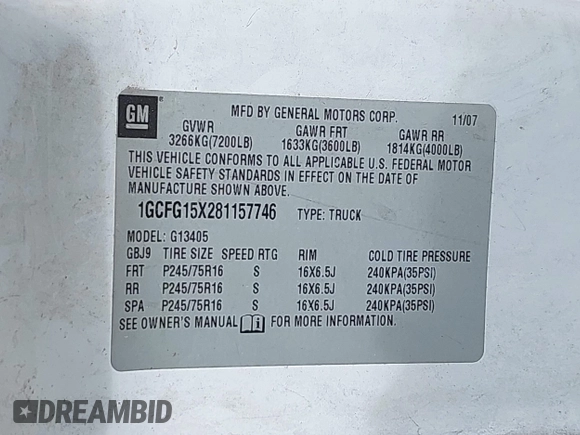 GM
MFD BY GENERAL MOTORS CORP. 11/07
GVWR GAWR FRT GAWR RR
3266KG(7200LB) 1633KG(3600LB) 1814KG(4000LB)
THIS VEHICLE CONFORMS TO ALL APPLICABLE U.S. FEDERAL MOTOR
VEHICLE SAFETY STANDARDS IN EFFECT ON THE DATE OF
MANUFACTURE SHOWN ABOVE.
1GCFG15X281157746 TYPE: TRUCK
MODEL: G13405
GBJ9 TIRE SIZE SPEED RTG RIM COLD TIRE PRESSURE
FRT P245/75R16 S 16X6.5J 240KPA(35PSI)
RR P245/75R16 S 16X6.5J 240KPA(35PSI)
SPA P245/75R16 S 16X6.5J 240KPA(35PSI)
SEE OWNER'S MANUAL FOR MORE INFORMATION.
DREAMBID